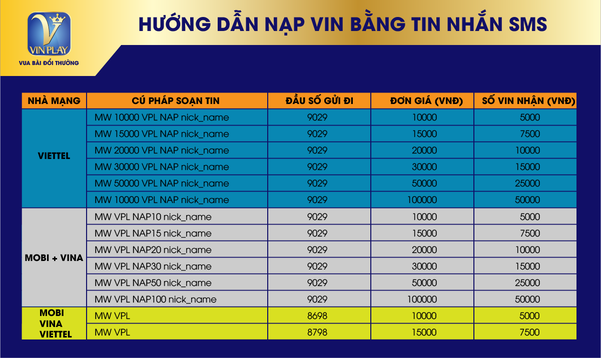 VIN PLAY
VUA BÀI ĐỔI THƯỞNG
HƯỚNG DẪN NẠP VIN BẰNG TIN NHẮN SMS
NHÀ MẠNG CÚ PHÁP SOẠN TIN ĐẦU SỐ GỬI ĐI ĐƠN GIÁ (VNĐ) SỐ VIN NHẬN (VNĐ)
VIETTEL
MW 10000 VPL NAP nick_name 9029 10000 5000
MW 15000 VPL NAP nick_name 9029 15000 7500
MW 20000 VPL NAP nick_name 9029 20000 10000
MW 30000 VPL NAP nick_name 9029 30000 15000
MW 50000 VPL NAP nick_name 9029 50000 25000
MW 10000 VPL NAP nick_name 9029 100000 50000
MOBI + VINA
MW VPL NAP10 nick_name 9029 10000 5000
MW VPL NAP15 nick_name 9029 15000 7500
MW VPL NAP20 nick_name 9029 20000 10000
MW VPL NAP30 nick_name 9029 30000 15000
MW VPL NAP50 nick_name 9029 50000 25000
MW VPL NAP100 nick_name 9029 100000 50000
MOBI
VINA
VIETTEL
MW VPL 8698 10000 5000
MW VPL 8798 15000 7500